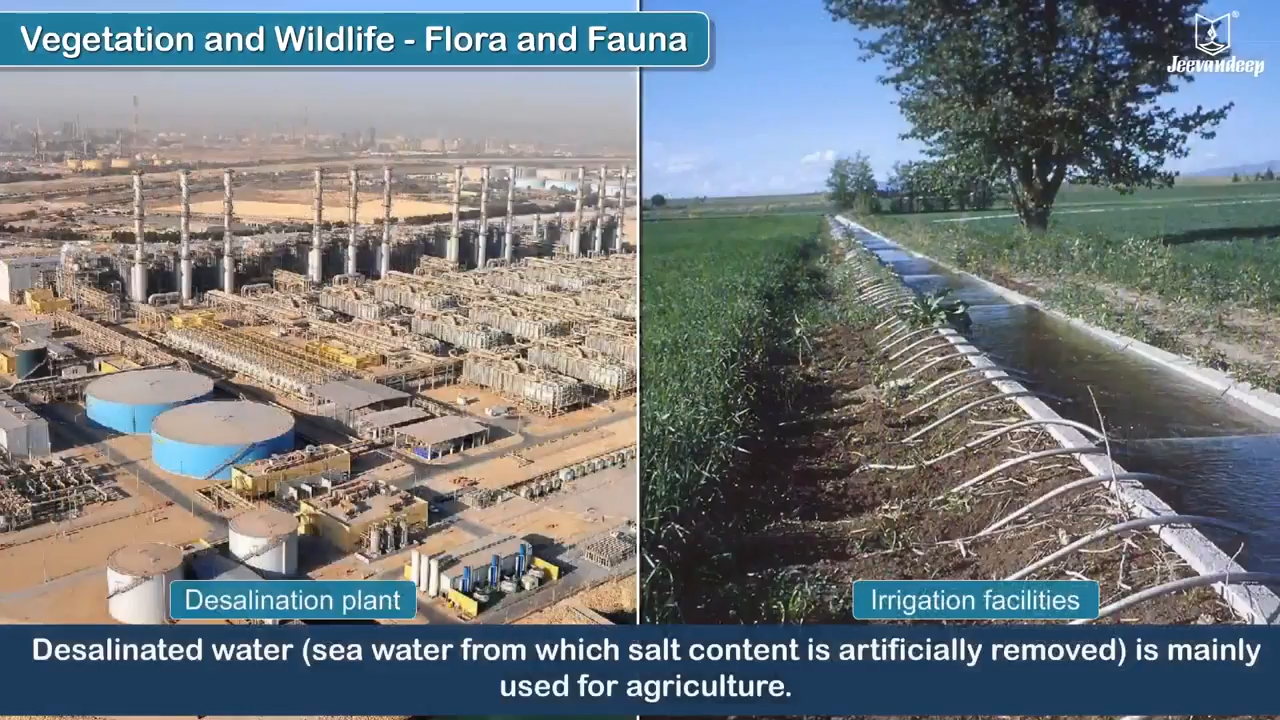 Vegetation and Wildlife - Flora and Fauna
Jeevandeep®
Desalination plant
Irrigation facilities
Desalinated water (sea water from which salt content is artificially removed) is mainly
used for agriculture.